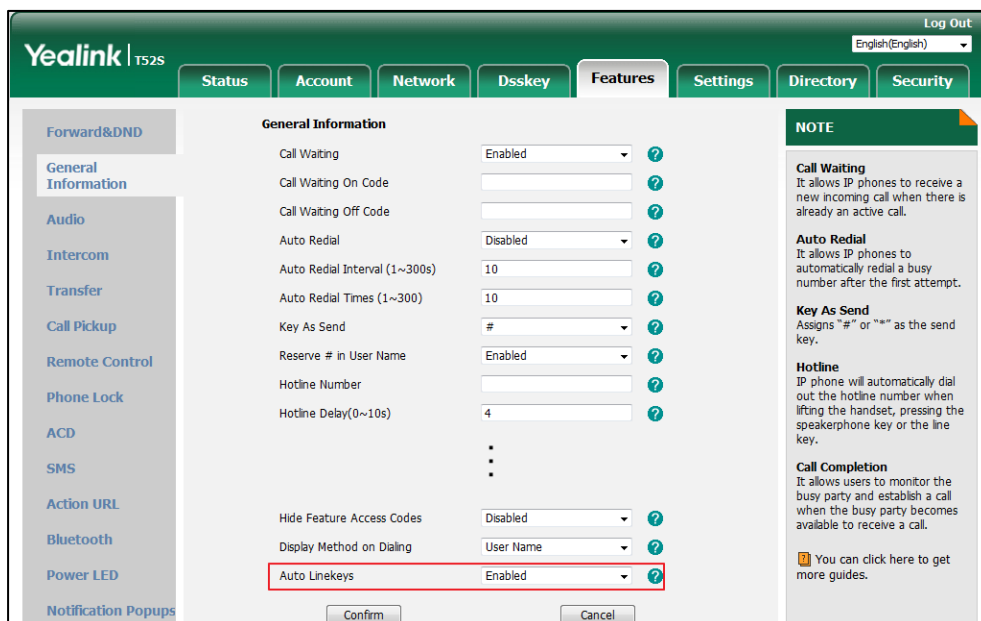 Log Out
English(English)
Yealink T52S
Status Account Network Dsskey Features Settings Directory Security
Forward&DND
General
Information
Audio
Intercom
Transfer
Call Pickup
Remote Control
Phone Lock
ACD
SMS
Action URL
Bluetooth
Power LED
Notification Popups
General Information
Call Waiting Enabled ?
Call Waiting On Code ?
Call Waiting Off Code ?
Auto Redial Disabled ?
Auto Redial Interval (1~300s) 10 ?
Auto Redial Times (1~300) 10 ?
Key As Send # ?
Reserve # in User Name Enabled ?
Hotline Number ?
Hotline Delay(0~10s) 4 ?
Hide Feature Access Codes Disabled ?
Display Method on Dialing User Name ?
Auto Linekeys Enabled ?
Confirm Cancel
NOTE
Call Waiting
It allows IP phones to receive a
new incoming call when there is
already an active call.
Auto Redial
It allows IP phones to
automatically redial a busy
number after the first attempt.
Key As Send
Assigns "#" or "*" as the send
key.
Hotline
IP phone will automatically dial
out the hotline number when
lifting the handset, pressing the
speakerphone key or the line
key.
Call Completion
It allows users to monitor the
busy party and establish a call
when the busy party becomes
available to receive a call.
? You can click here to get
more guides.